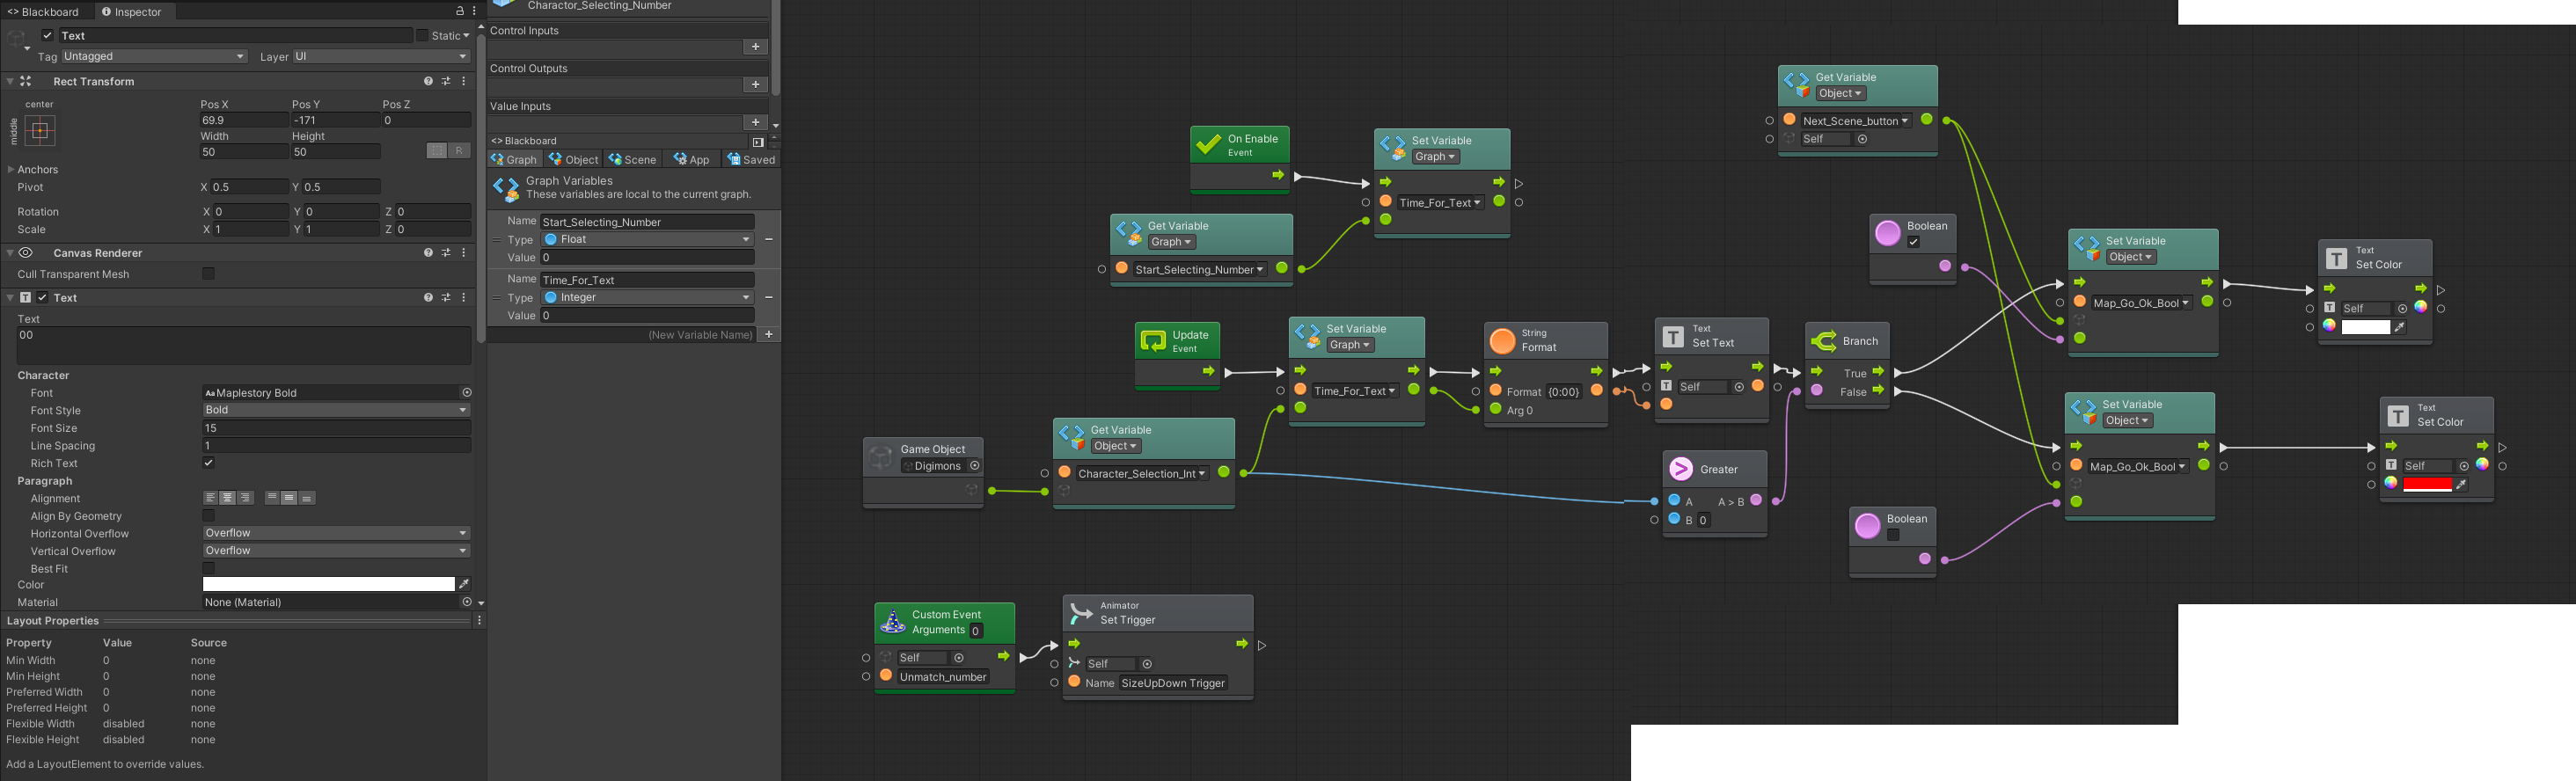 <> Blackboard
Inspector
Text
Static
Tag Untagged
Layer UI
Rect Transform
center
middle
Pos X Pos Y Pos Z
69.9 -171 0
Width Height
50 50
R
Anchors
Pivot X 0.5 Y 0.5
Rotation X 0 Y 0 Z 0
Scale X 1 Y 1 Z 0
Canvas Renderer
Cull Transparent Mesh
Text
Text
00
Character
Font Aa Maplestory Bold
Font Style Bold
Font Size 15
Line Spacing 1
Rich Text
Paragraph
Alignment
Align By Geometry
Horizontal Overflow Overflow
Vertical Overflow Overflow
Best Fit
Color
Material None (Material)
Layout Properties
Property Value Source
Min Width 0 none
Min Height 0 none
Preferred Width 0 none
Preferred Height 0 none
Flexible Width disabled none
Flexible Height disabled none
Add a LayoutElement to override values.
Charactor_Selecting_Number
Control Inputs
+
Control Outputs
+
Value Inputs
+
<> Blackboard
Graph Object Scene App Saved
Graph Variables
These variables are local to the current graph.
Name Start_Selecting_Number
Type Float
Value 0
Name Time_For_Text
Type Integer
Value 0
(New Variable Name) +
On Enable
Event
Set Variable
Graph
Time_For_Text
Get Variable
Graph
Start_Selecting_Number
Update
Event
Set Variable
Graph
Time_For_Text
String
Format
Format {0:00}
Arg 0
Text
Set Text
Self
Branch
True
False
Game Object
Digimons
Get Variable
Object
Character_Selection_Int
Greater
A A > B
B 0
Custom Event
Arguments 0
Self
Unmatch_number
Animator
Set Trigger
Self
Name SizeUpDown Trigger
Get Variable
Object
Next_Scene_button
Self
Boolean
Set Variable
Object
Map_Go_Ok_Bool
Text
Set Color
Self
Set Variable
Object
Map_Go_Ok_Bool
Text
Set Color
Self
Boolean